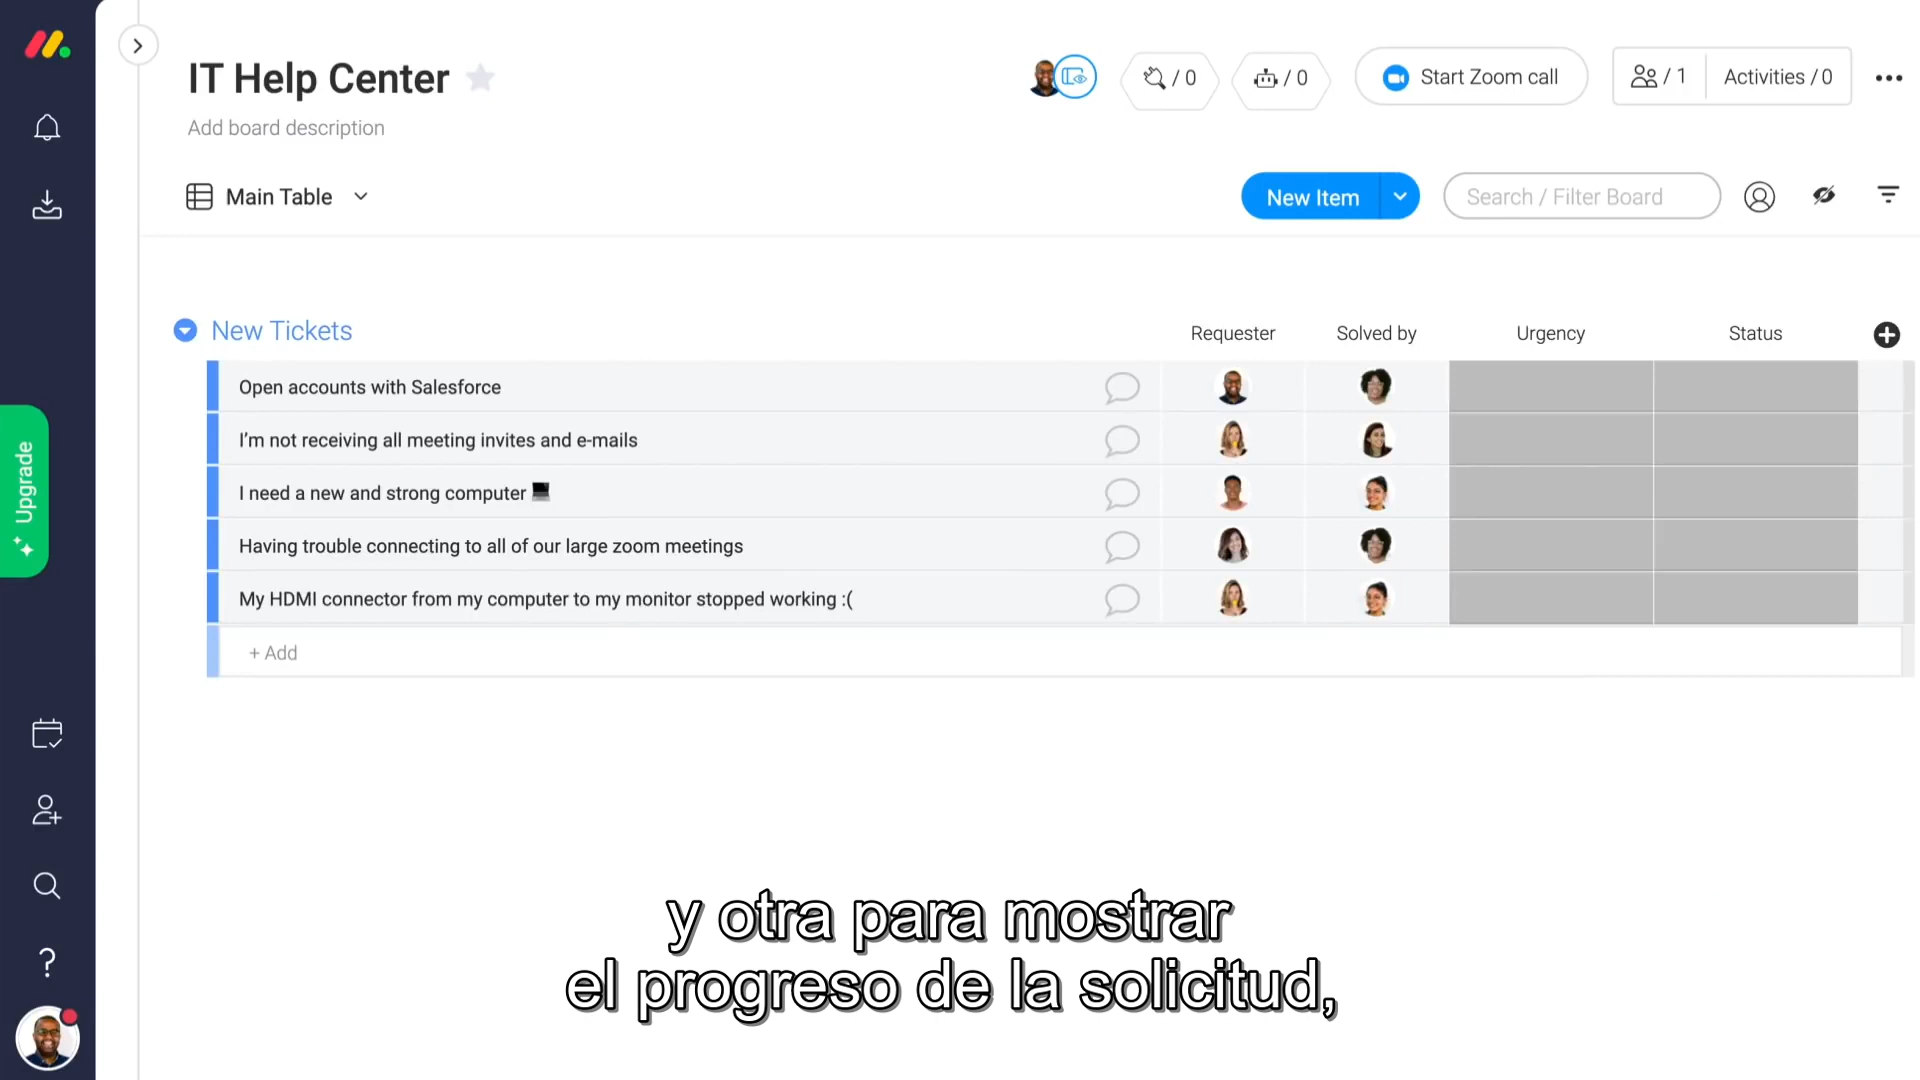 IT Help Center
/ 0
/ 0
Start Zoom call
/ 1
Activities / 0
Add board description
Main Table
New Item
Search / Filter Board
New Tickets
Requester
Solved by
Urgency
Status
Open accounts with Salesforce
I’m not receiving all meeting invites and e-mails
I need a new and strong computer
Having trouble connecting to all of our large zoom meetings
My HDMI connector from my computer to my monitor stopped working :(
+ Add
Upgrade
y otra para mostrar
el progreso de la solicitud,